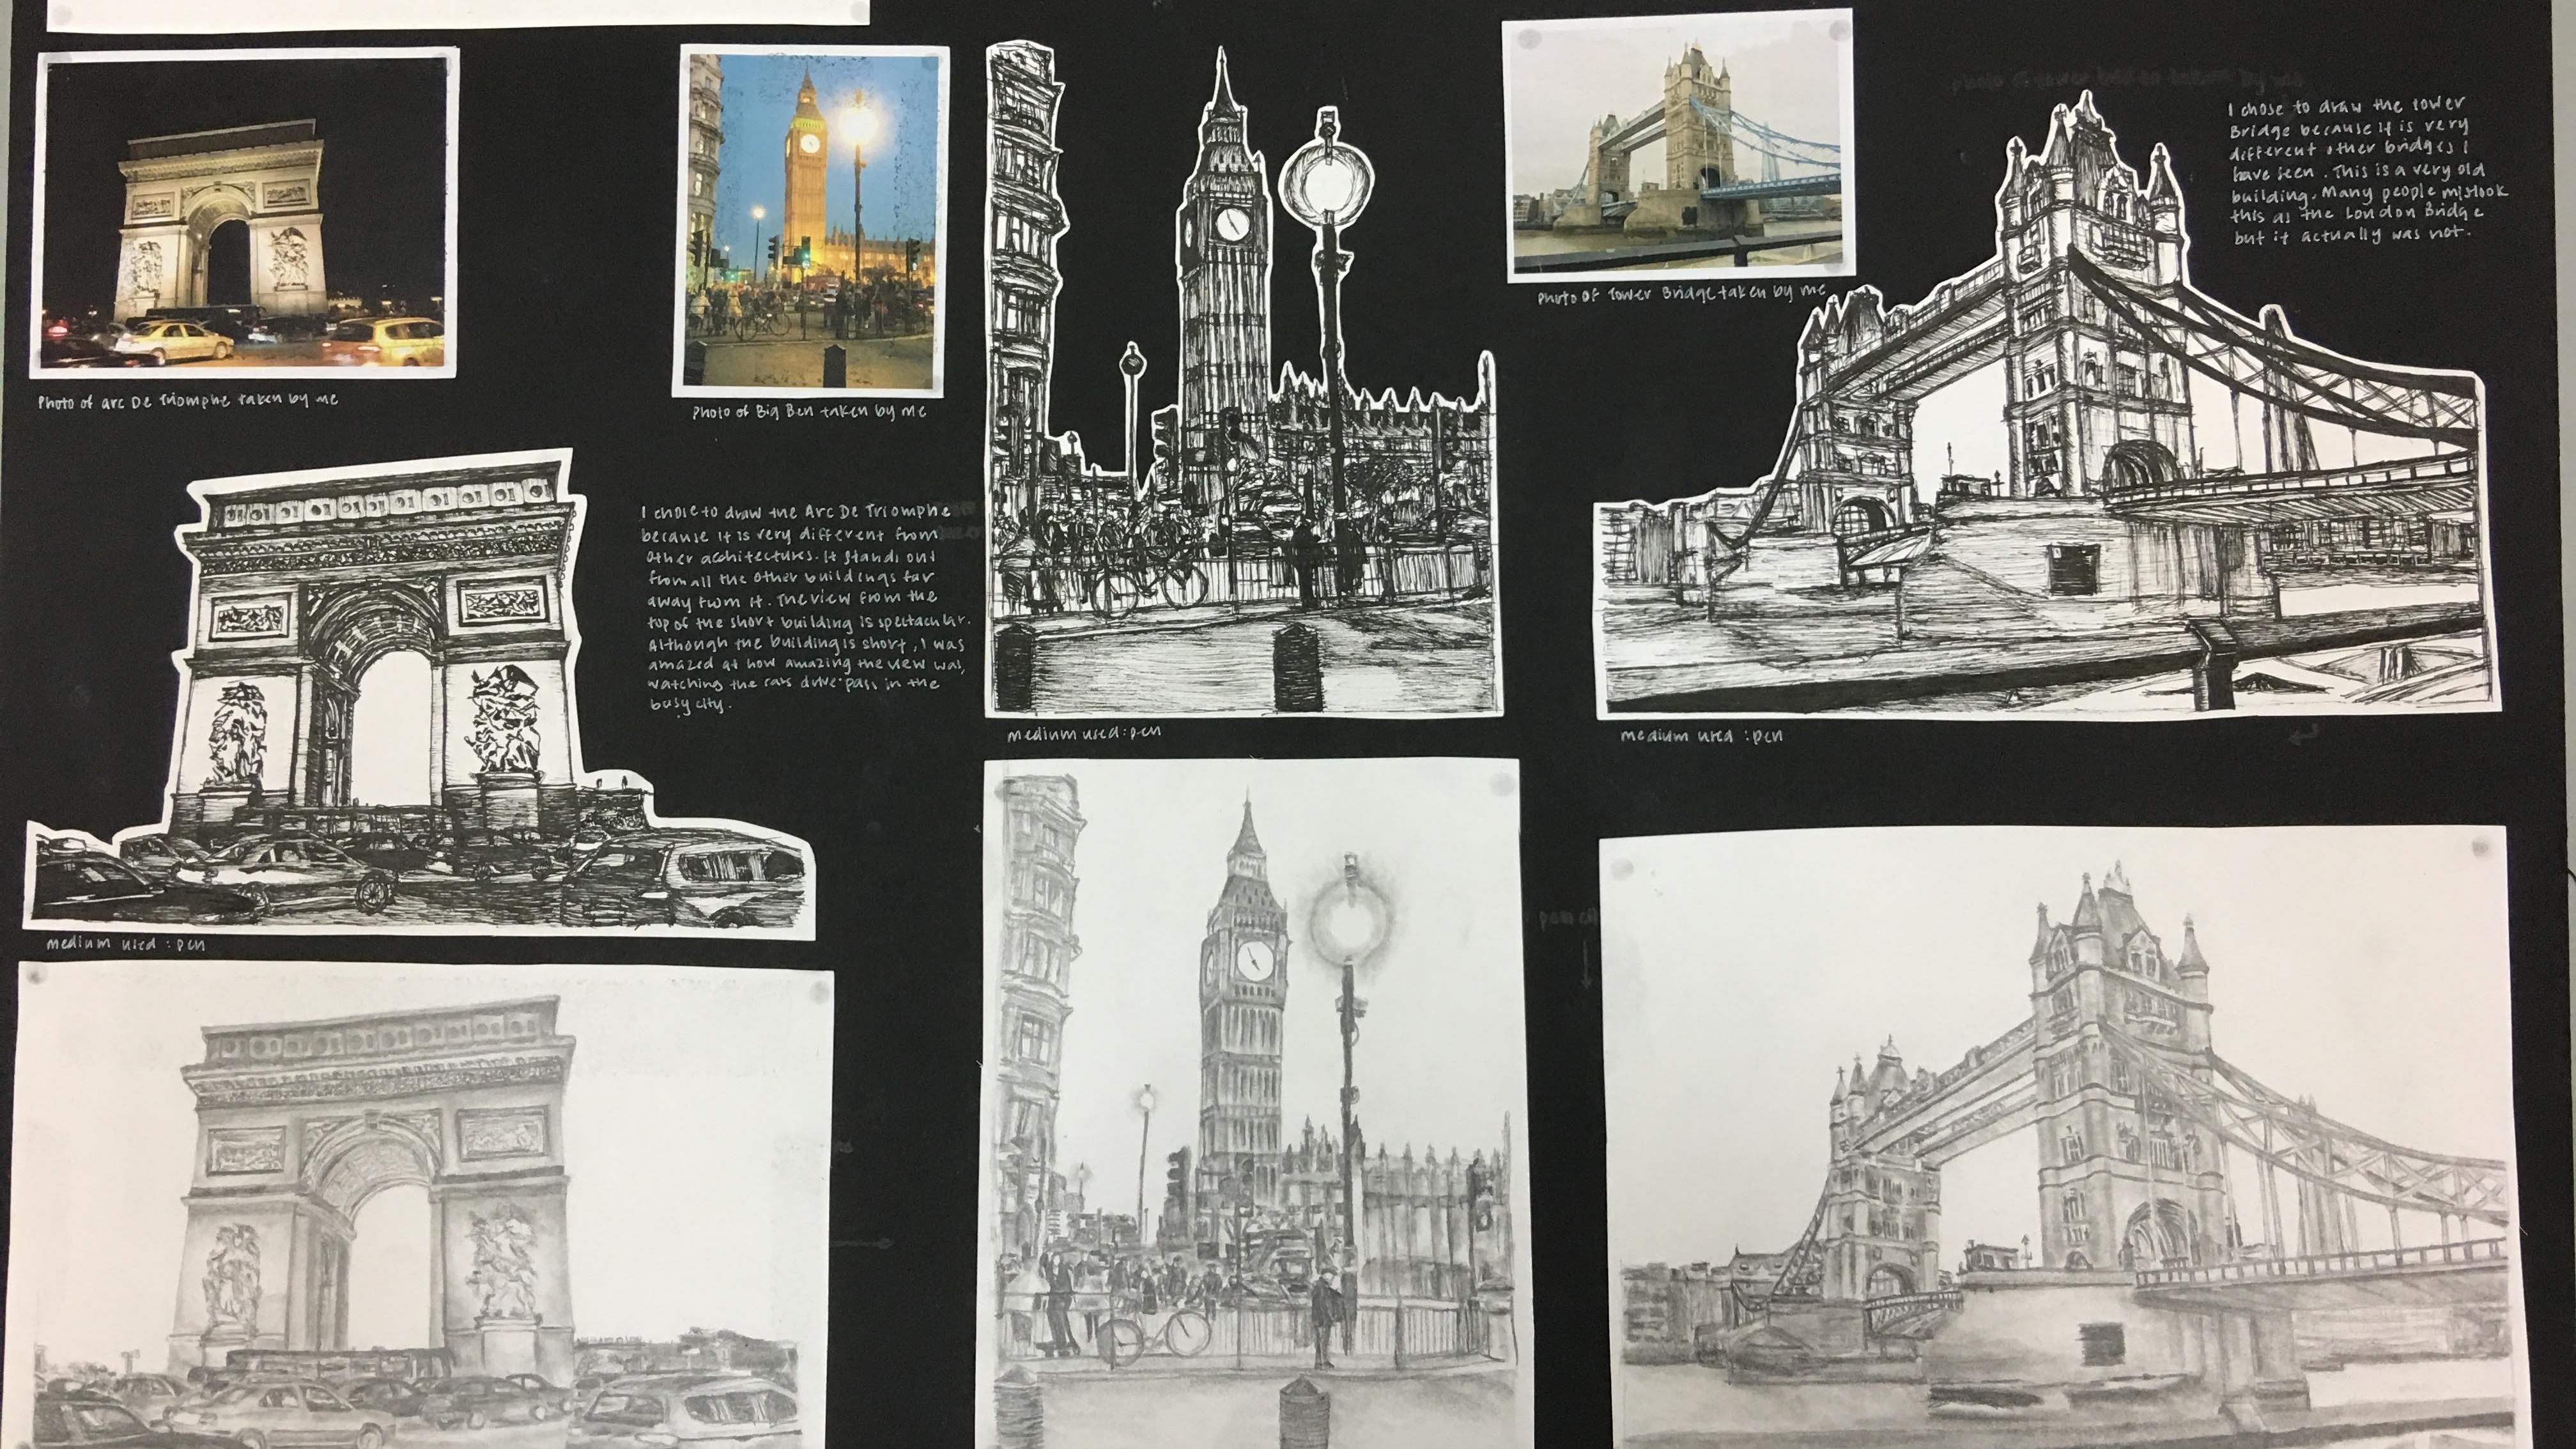 Photo of arc De Triomphe taken by me
Photo of Big Ben taken by me
Photo OF Tower Bridge taken by me
I chose to draw the tower
Bridge because it is very
different other bridges I
have seen. This is a very old
building. Many people mistook
this as the London Bridge
but it actually was not.
I chose to draw the Arc De Triomphe
because it is very different from
other architectures. It stands out
from all the other buildings far
away from it. The view from the
top of the short building is spectacular.
Although the building is short, I was
amazed at how amazing the view was,
watching the cars drive pass in the
busy city.
medium used : pen
medium used : pen
medium used : pen
pencil